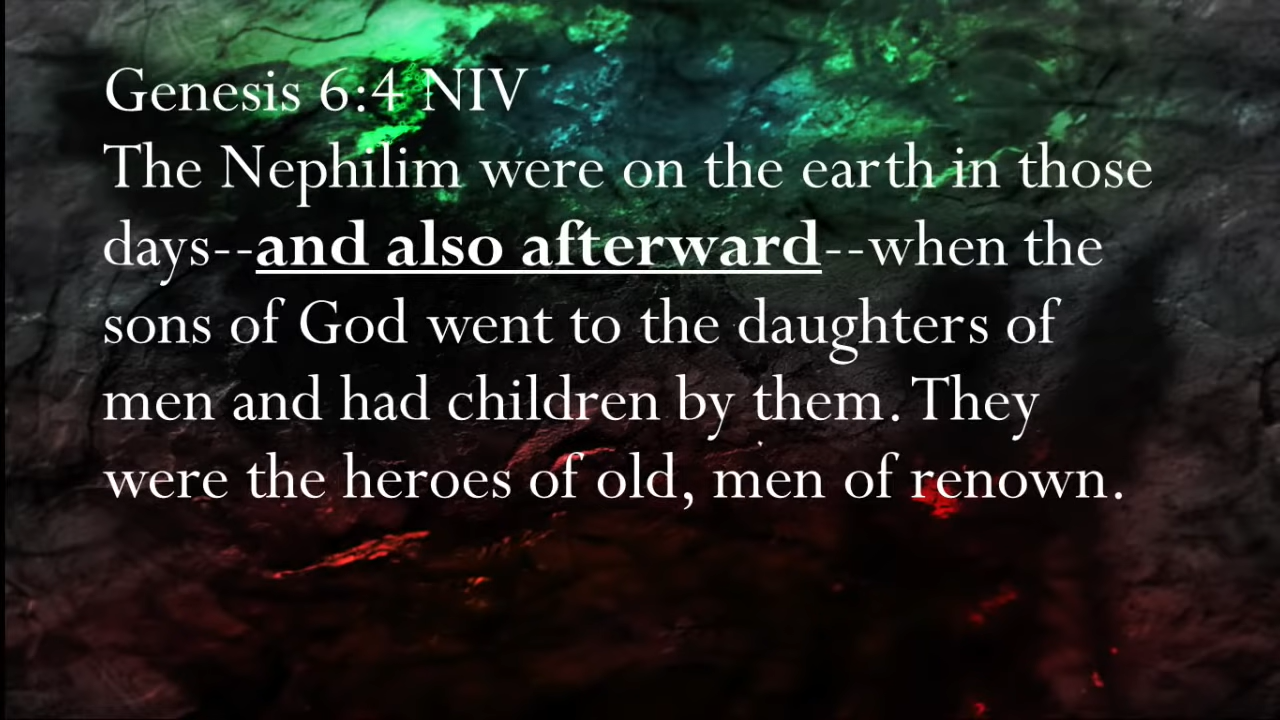 Genesis 6:4 NIV
The Nephilim were on the earth in those
days--and also afterward--when the
sons of God went to the daughters of
men and had children by them. They
were the heroes of old, men of renown.